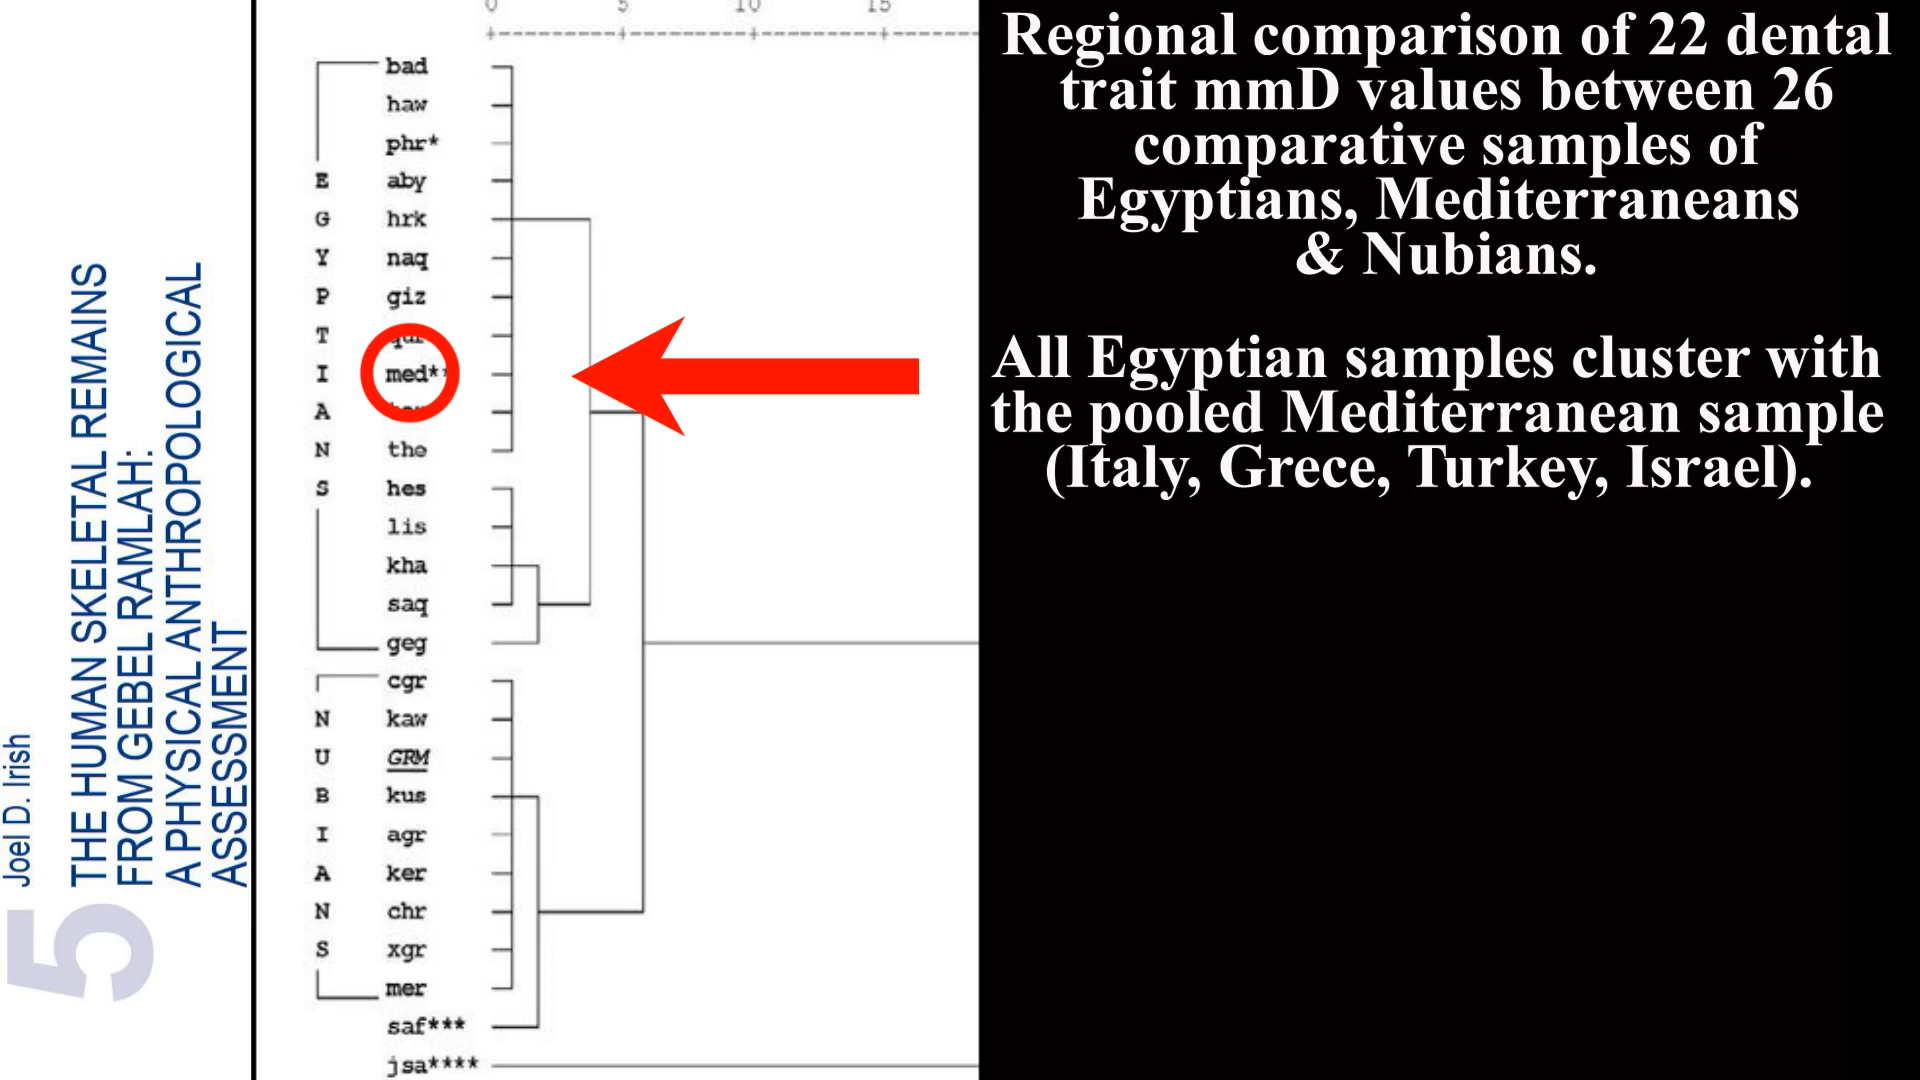 Joel D. Irish
5
THE HUMAN SKELETAL REMAINS
FROM GEBEL RAMLAH:
A PHYSICAL ANTHROPOLOGICAL
ASSESSMENT
0 5 10 15
bad
haw
phr*
E aby
G hrk
Y naq
P giz
T
I med*
A
N the
S hes
lis
kha
saq
geg
cgr
N kaw
U GRM
B kus
I agr
A ker
N chr
S xgr
mer
saf***
jsa****
Regional comparison of 22 dental
trait mmD values between 26
comparative samples of
Egyptians, Mediterraneans
& Nubians.
All Egyptian samples cluster with
the pooled Mediterranean sample
(Italy, Grece, Turkey, Israel).